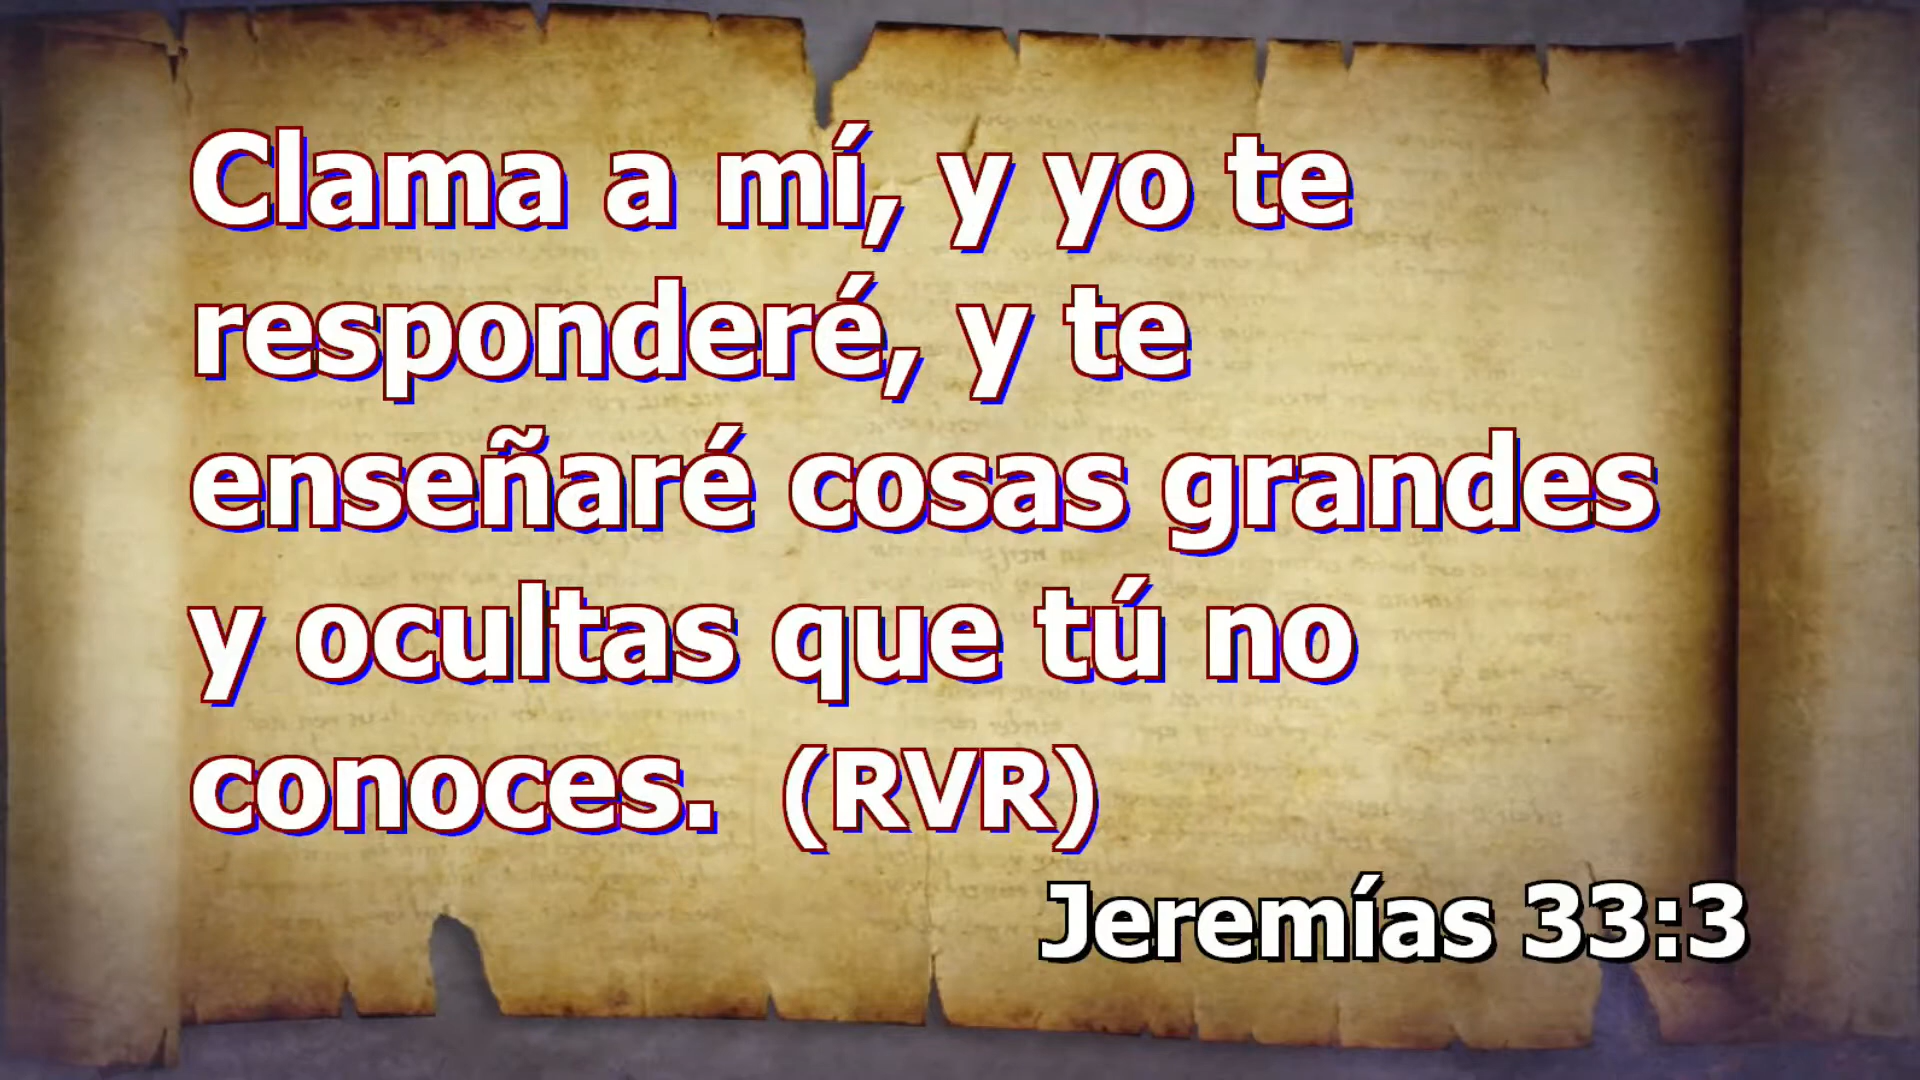 Clama a mí, y yo te
responderé, y te
enseñaré cosas grandes
y ocultas que tú no
conoces. (RVR)
Jeremías 33:3